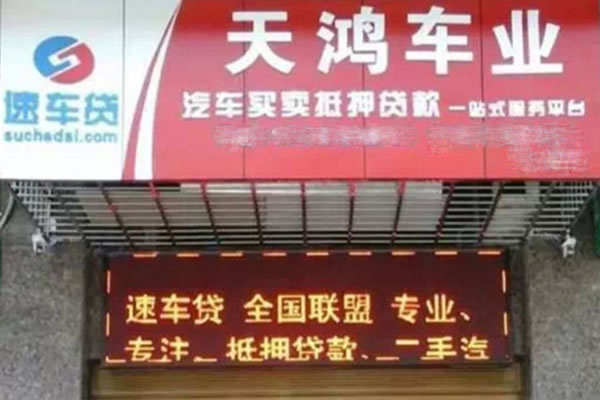 天鸿车业
速车贷
suchedai.com
汽车买卖抵押贷款 一站式服务平台
速车贷 全国联盟 专业、
专注、抵押贷款、二手汽